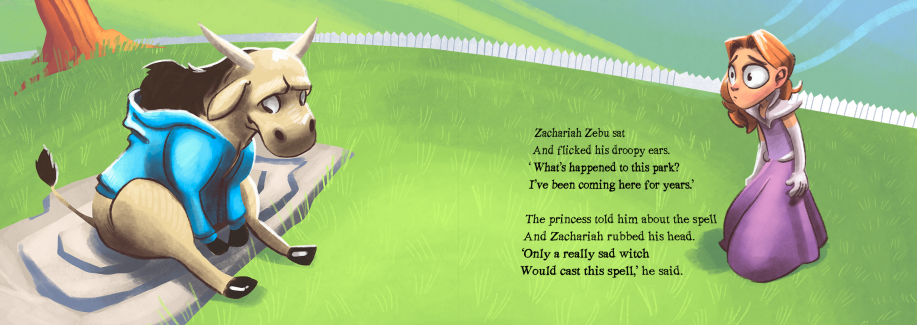 Zachariah Zebu sat
And flicked his droopy ears.
‘What's happened to this park?
I've been coming here for years.’
The princess told him about the spell
And Zachariah rubbed his head.
‘Only a really sad witch
Would cast this spell,’ he said.